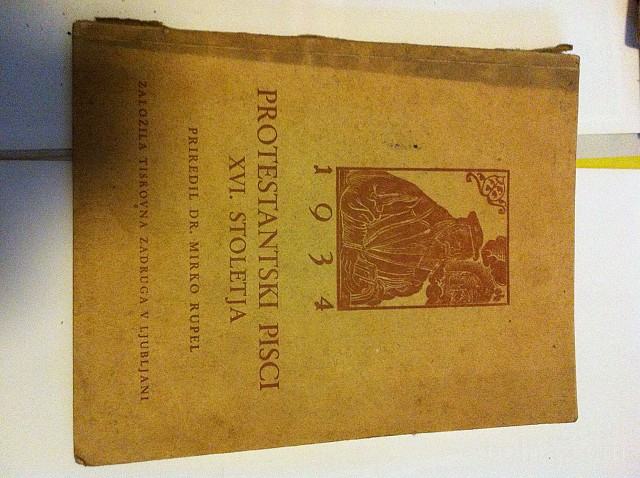 1934
PROTESTANTSKI PISCI
XVI. STOLETJA
PRIREDIL DR. MIRKO RUPEL
ZALOŽILA TISKOVNA ZADRUGA V LJUBLJANI